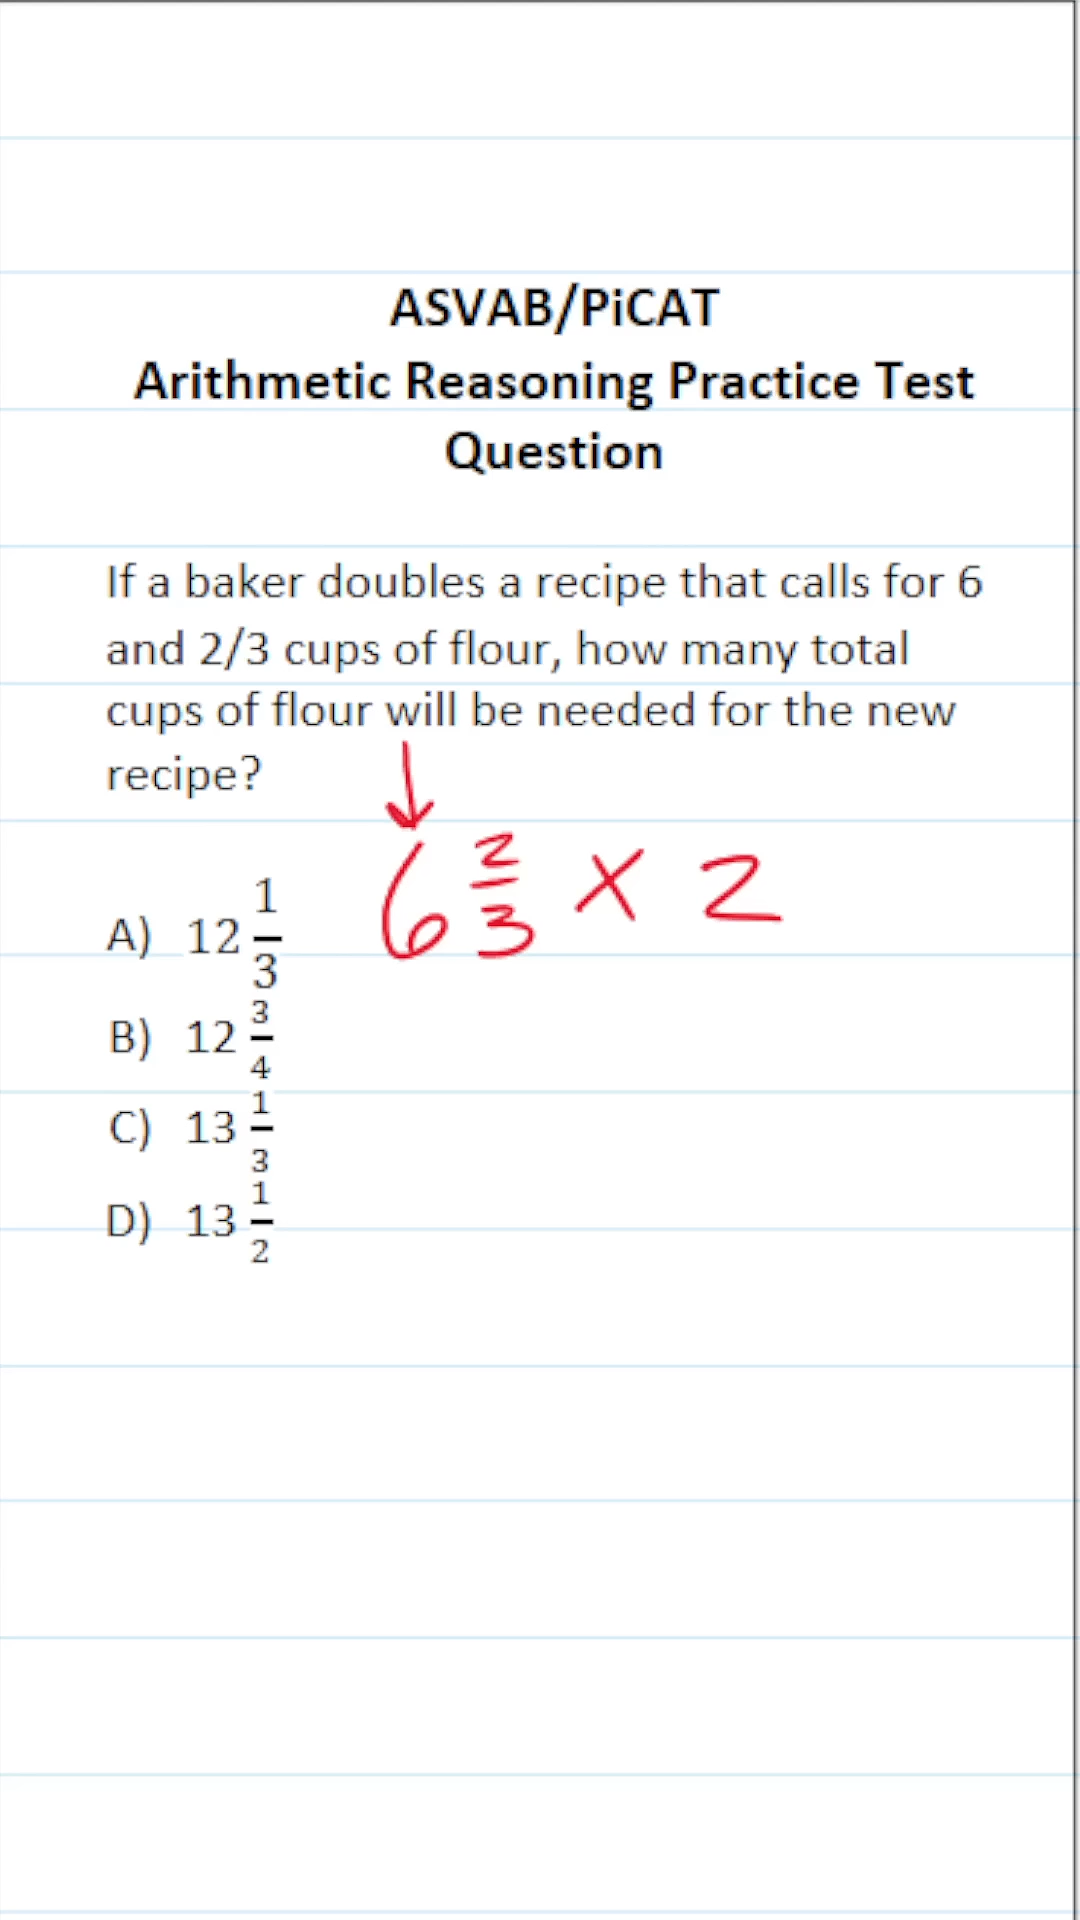 ASVAB/PiCAT
Arithmetic Reasoning Practice Test
Question
If a baker doubles a recipe that calls for 6
and 2/3 cups of flour, how many total
cups of flour will be needed for the new
recipe?
6 2/3 × 2
A) 12 1/3
B) 12 3/4
C) 13 1/3
D) 13 1/2